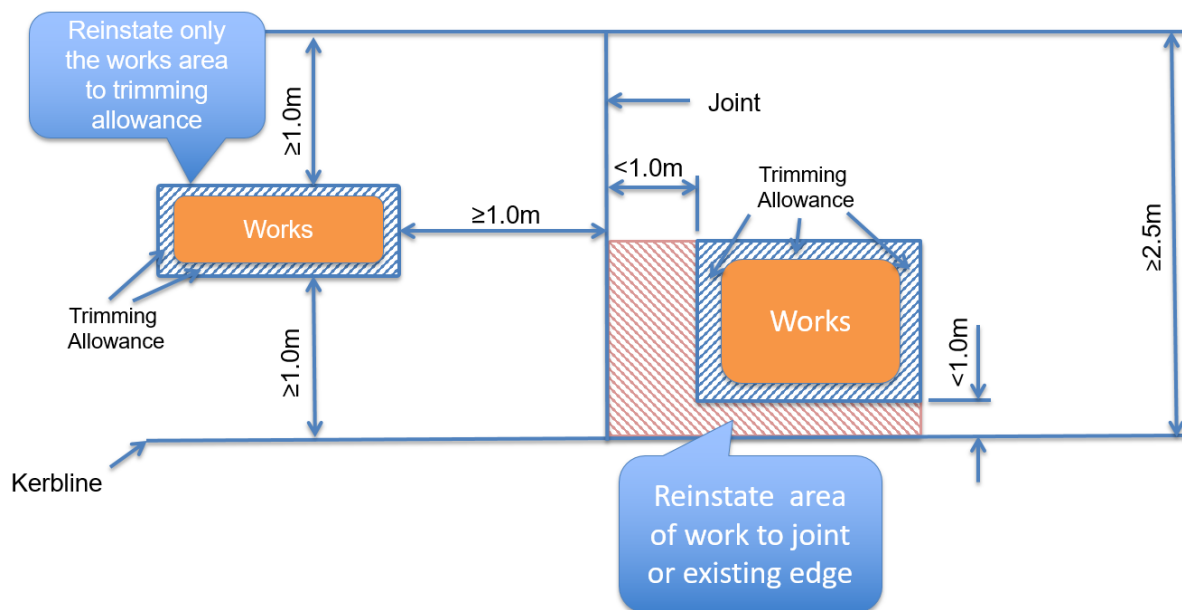 Reinstate only
the works area
to trimming
allowance
≥1.0m
Joint
<1.0m
Trimming
Allowance
≥2.5m
Works
≥1.0m
Works
Trimming
Allowance
≥1.0m
<1.0m
Kerbline
Reinstate area
of work to joint
or existing edge